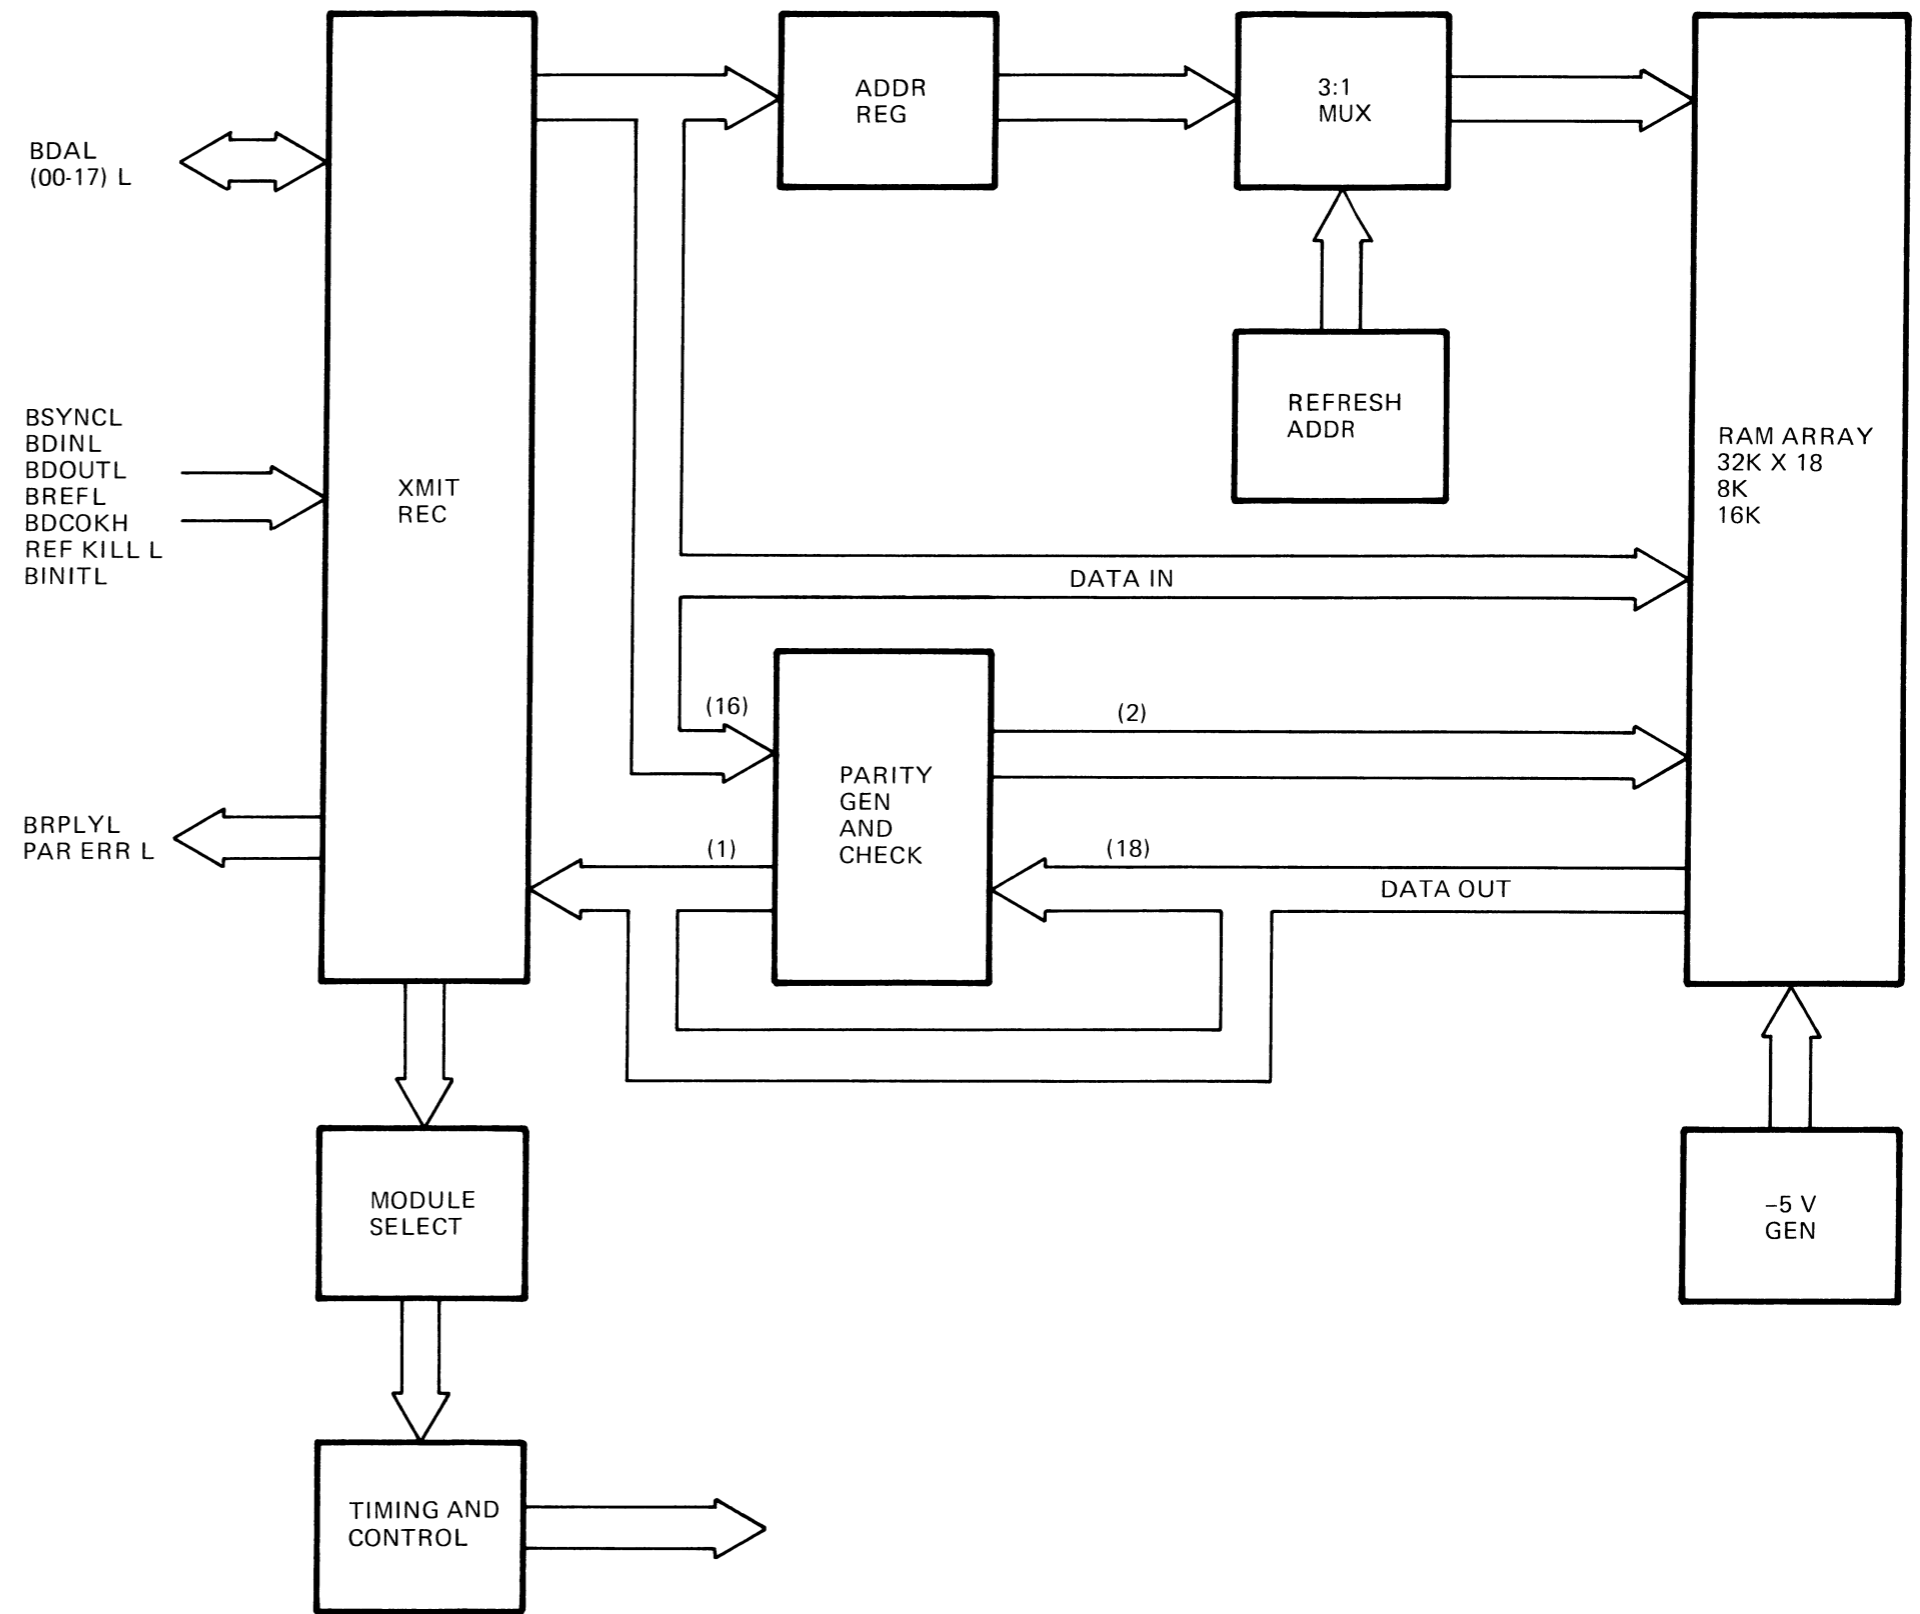 ADDR
REG
3:1
MUX
BDAL
(00-17) L
REFRESH
ADDR
BSYNCL
BDINL
BDOUTL
BREFL
BDCOKH
REF KILL L
BINITL
XMIT
REC
RAM ARRAY
32K X 18
8K
16K
DATA IN
(16)
(2)
PARITY
GEN
AND
CHECK
BRPLYL
PAR ERR L
(1)
(18)
DATA OUT
MODULE
SELECT
–5 V
GEN
TIMING AND
CONTROL